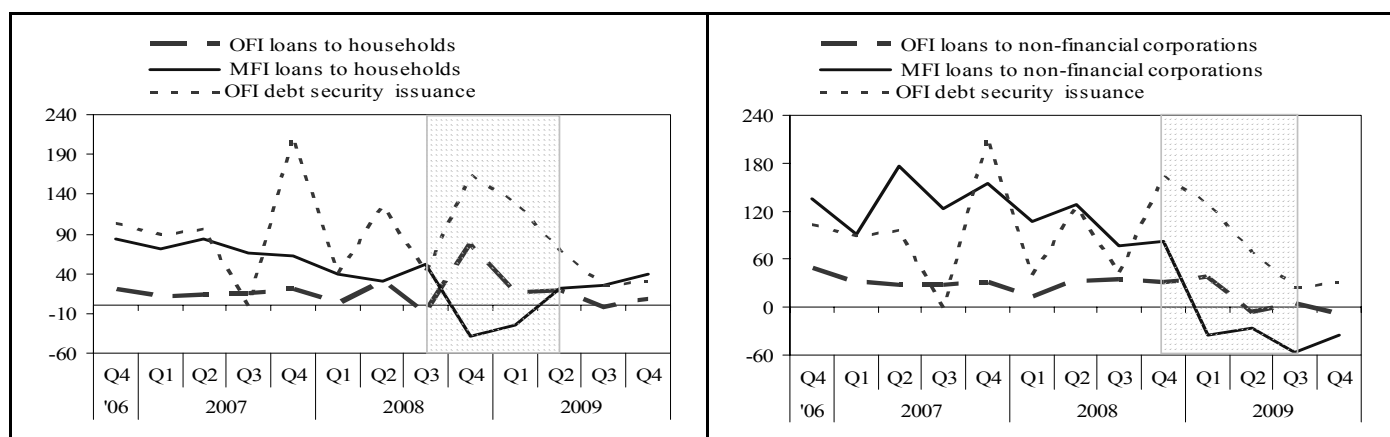 OFI loans to households
MFI loans to households
OFI debt security issuance
240
190
140
90
40
-10
-60
Q4 Q1 Q2 Q3 Q4 Q1 Q2 Q3 Q4 Q1 Q2 Q3 Q4
'06 2007 2008 2009
OFI loans to non-financial corporations
MFI loans to non-financial corporations
OFI debt security issuance
240
180
120
60
0
-60
Q4 Q1 Q2 Q3 Q4 Q1 Q2 Q3 Q4 Q1 Q2 Q3 Q4
'06 2007 2008 2009